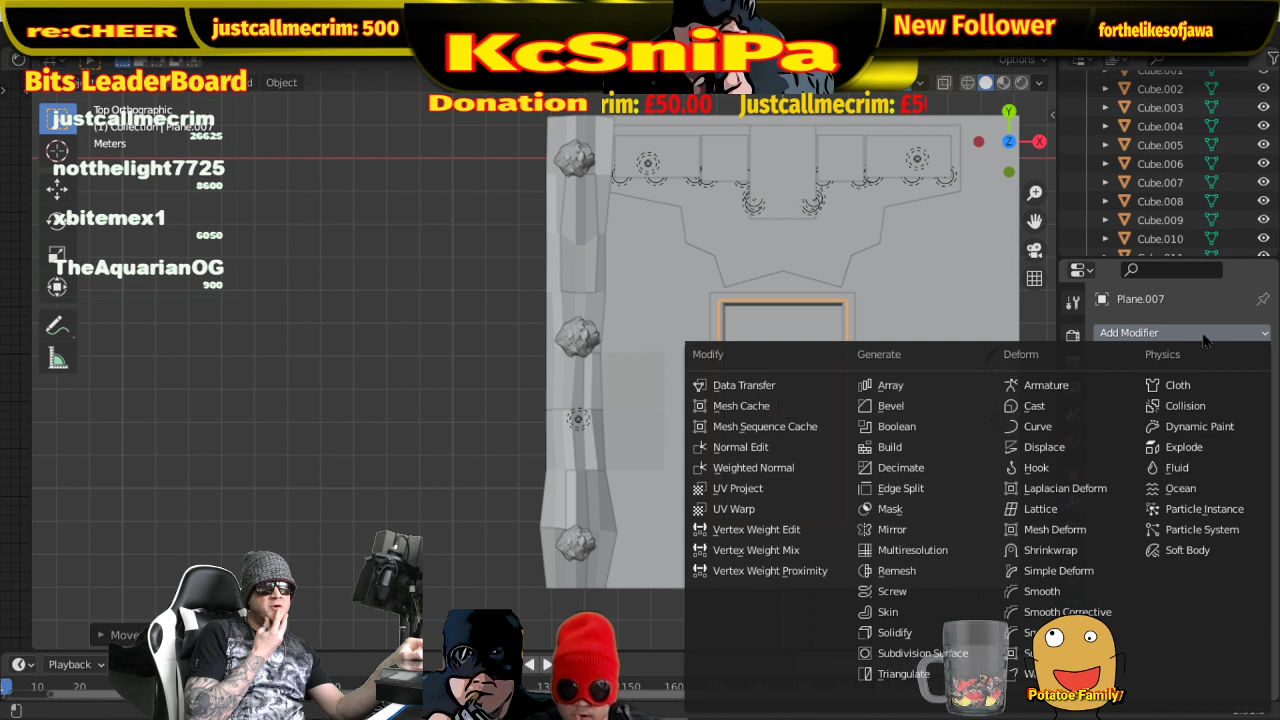 re:CHEER
justcallmecrim: 500
KcSniPa
New Follower
forthelikesofjawa
Bits LeaderBoard
Object
Options
Donation
rim: £50.00 Justcallmecrim: £5
Top Orthographic
(1) Collection | Plane.007
Meters
justcallmecrim
26625
notthelight7725
8600
xbitemex1
6050
TheAquarianOG
900
Y
Z
X
Cube.001
Cube.002
Cube.003
Cube.004
Cube.005
Cube.006
Cube.007
Cube.008
Cube.009
Cube.010
Plane.007
Add Modifier
Modify
Data Transfer
Mesh Cache
Mesh Sequence Cache
Normal Edit
Weighted Normal
UV Project
UV Warp
Vertex Weight Edit
Vertex Weight Mix
Vertex Weight Proximity
Generate
Array
Bevel
Boolean
Build
Decimate
Edge Split
Mask
Mirror
Multiresolution
Remesh
Screw
Skin
Solidify
Subdivision Surface
Triangulate
Deform
Armature
Cast
Curve
Displace
Hook
Laplacian Deform
Lattice
Mesh Deform
Shrinkwrap
Simple Deform
Smooth
Smooth Corrective
Physics
Cloth
Collision
Dynamic Paint
Explode
Fluid
Ocean
Particle Instance
Particle System
Soft Body
Move
Playback
10 20
150 160
Potatoe Family